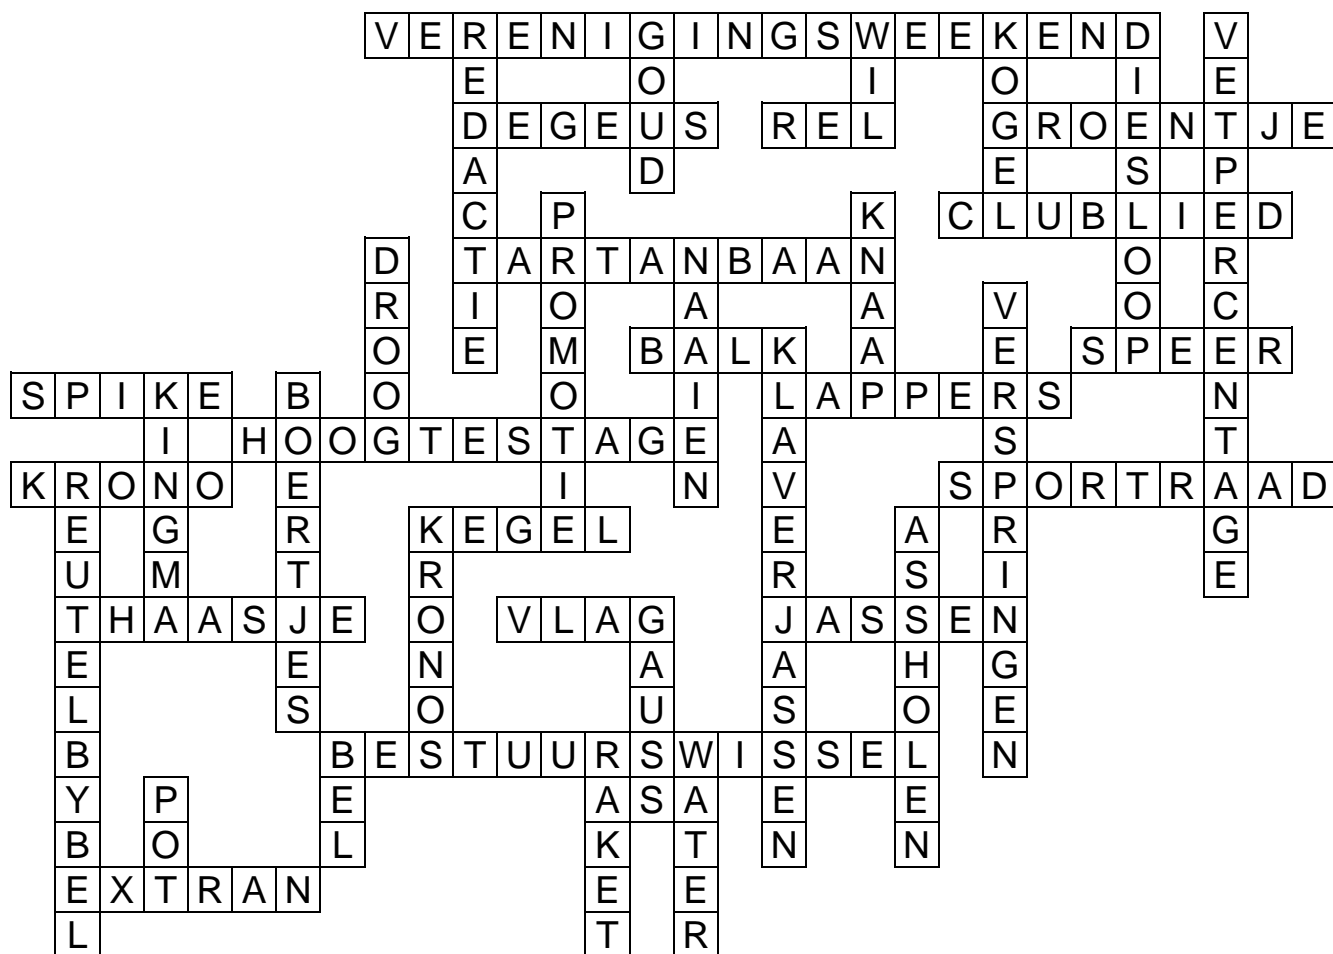 VERENIGINGSWEEKEND V
E O I O I E
DEGEUS REL GROENTJE
A D E S P
C P K CLUBLIED
D TARTANBAAN O R
R I O A A V O C
O E M BALK A E SPEER
SPIKE B O O I LAPPERS N
I HOOGTESTAGE A S T
KRONO E I N V SPORTRAAD
E G R KEGEL E A R G
U M T R R S I E
THAASJE O VLAG JASSEN
E E N A A H G
L S O U S O E
B BESTUURSWISSEL N
Y P E ASA E E
B O L K T N N
EXTRAN E E
L T R